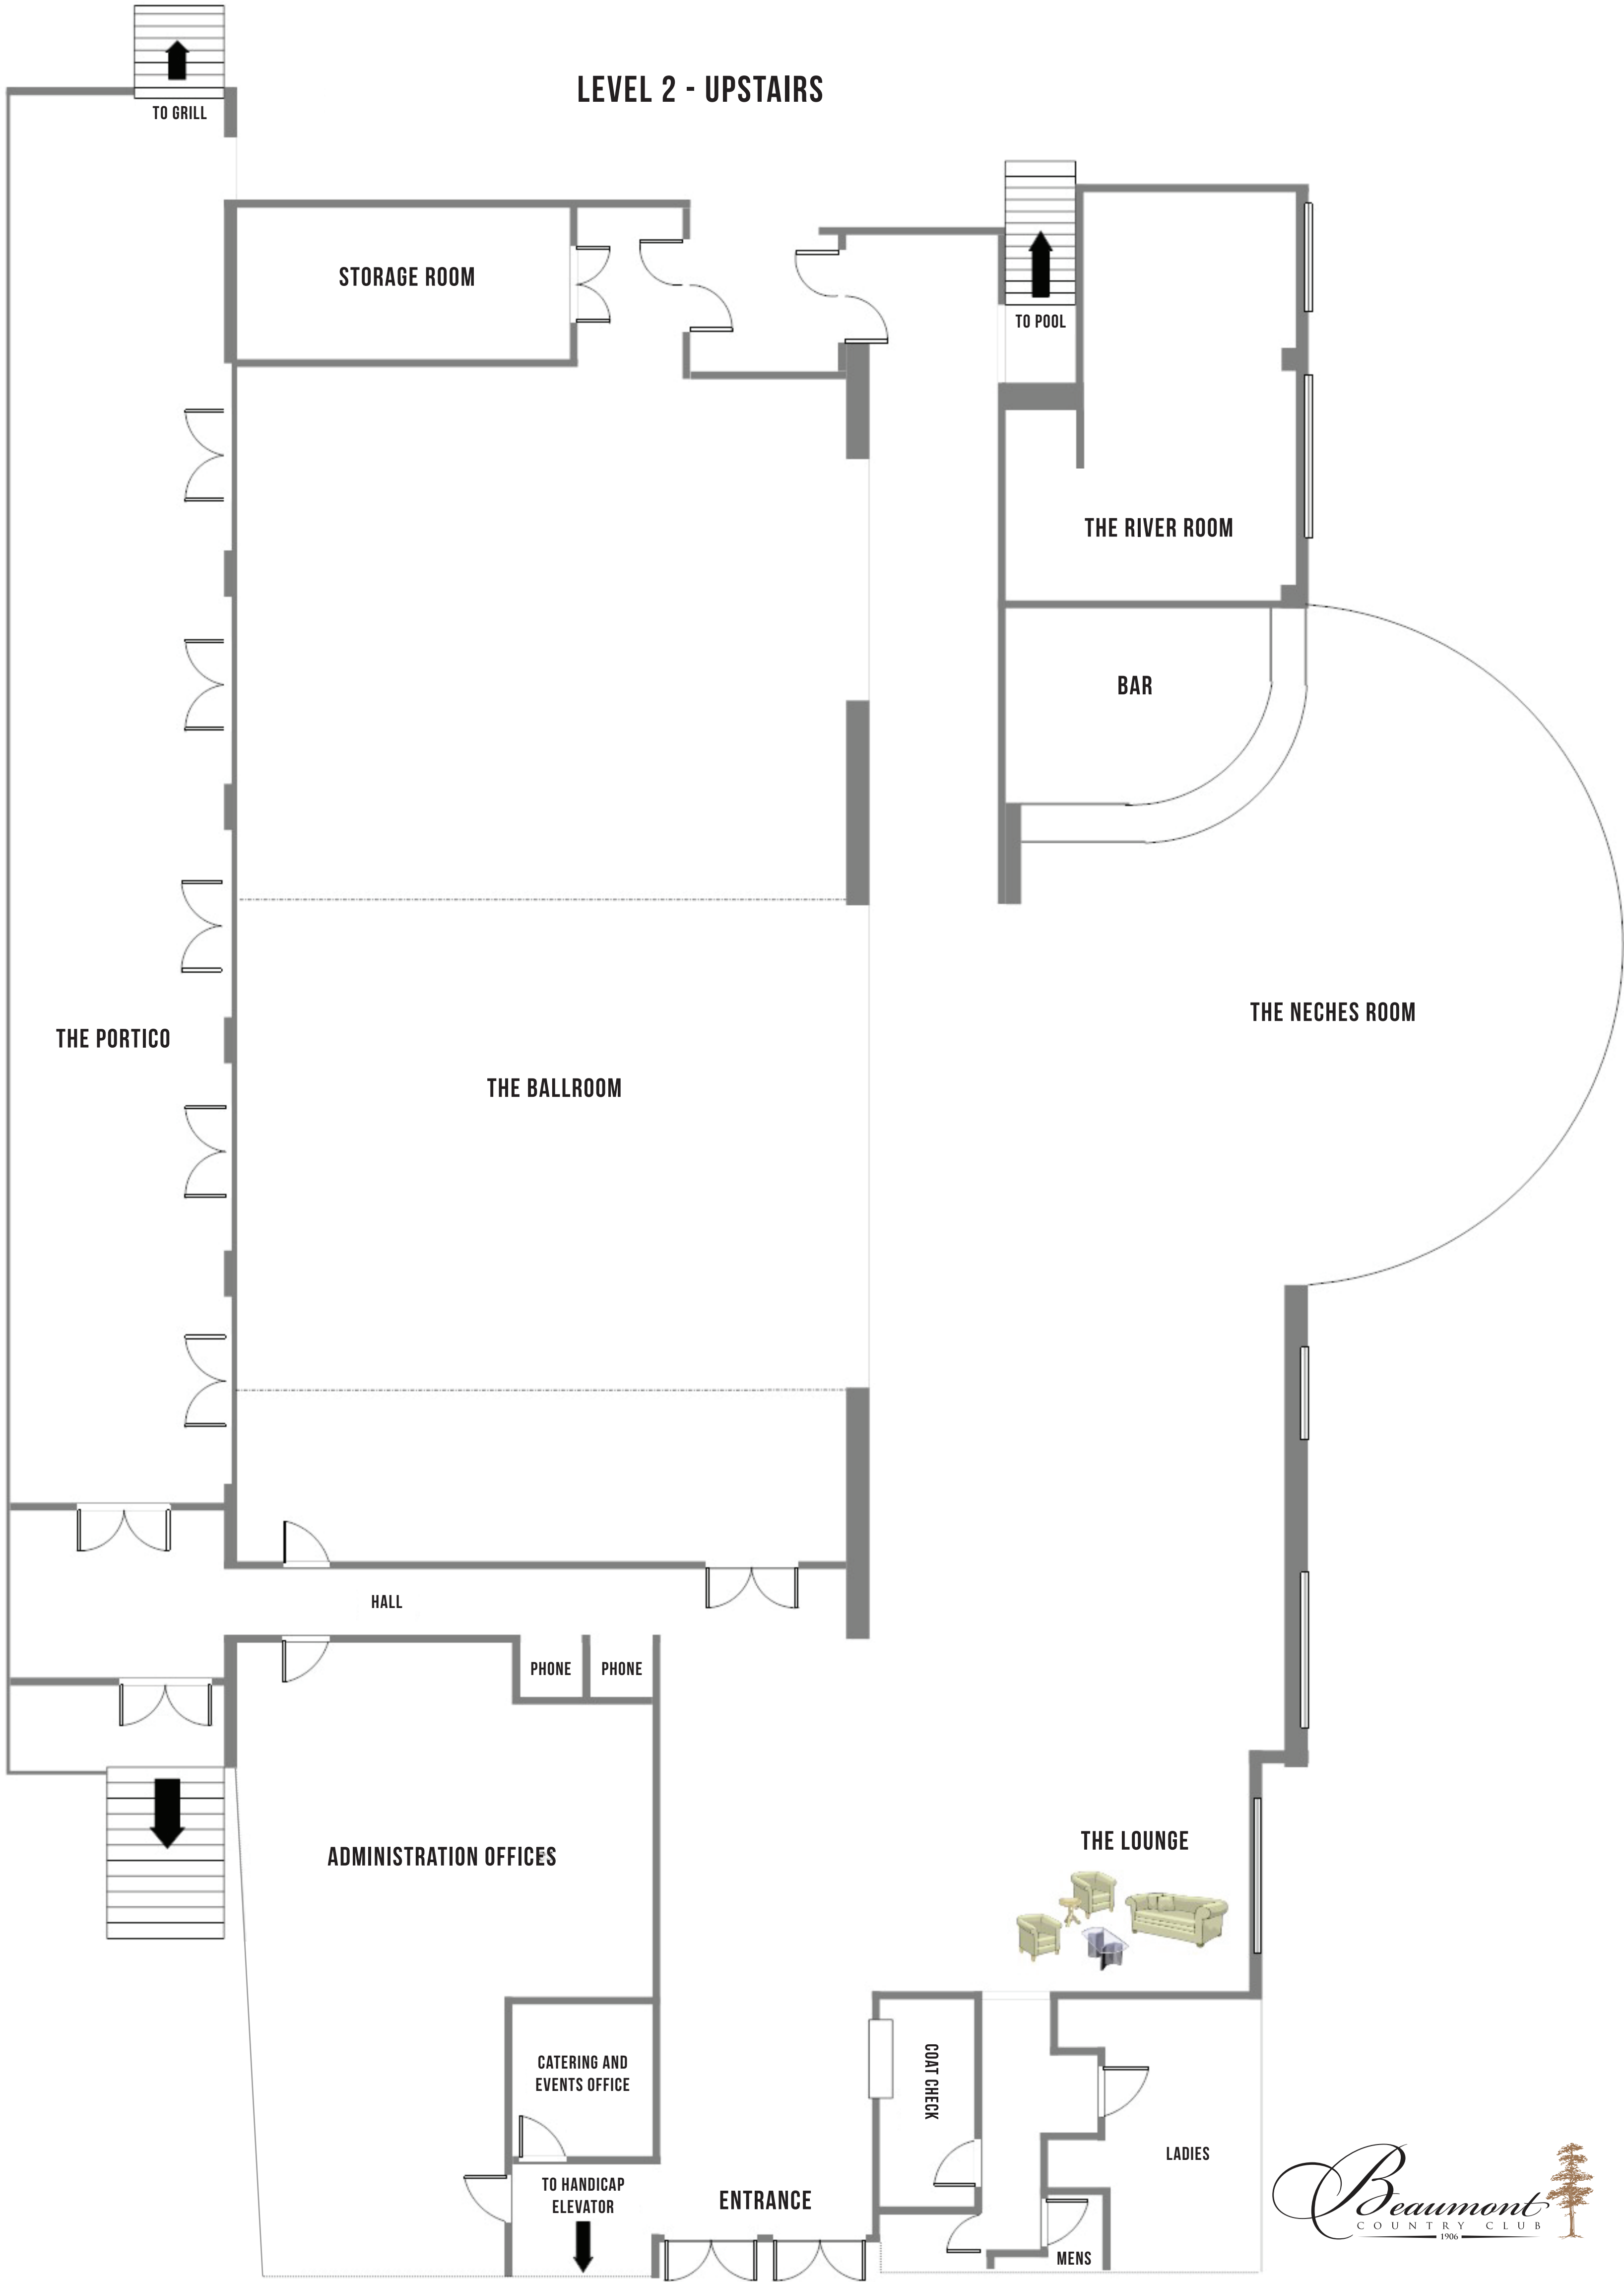 LEVEL 2 - UPSTAIRS
TO GRILL
STORAGE ROOM
TO POOL
THE RIVER ROOM
BAR
THE NECHES ROOM
THE PORTICO
THE BALLROOM
HALL
PHONE
PHONE
THE LOUNGE
ADMINISTRATION OFFICES
CATERING AND
EVENTS OFFICE
COAT CHECK
LADIES
TO HANDICAP
ELEVATOR
ENTRANCE
MENS
Beaumont
COUNTRY CLUB
1906